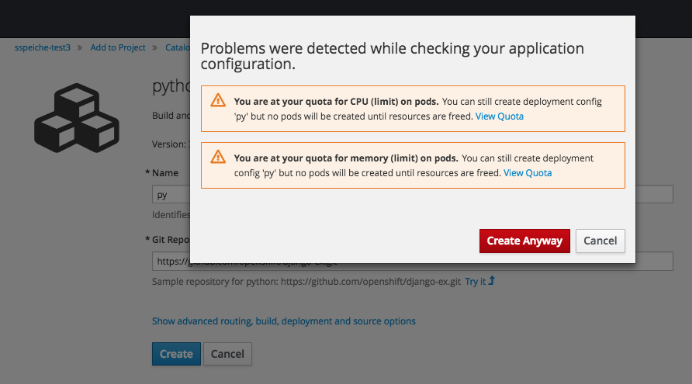 Problems were detected while checking your application
configuration.
You are at your quota for CPU (limit) on pods. You can still create deployment config
'py' but no pods will be created until resources are freed. View Quota
You are at your quota for memory (limit) on pods. You can still create deployment
config 'py' but no pods will be created until resources are freed. View Quota
Create Anyway Cancel
sspeiche-test3 » Add to Project » Catalo
pytho
Build and
Version:
* Name
py
Identifies
* Git Repo
Sample repository for python: https://github.com/openshift/django-ex.git Try it
Show advanced routing, build, deployment and source options
Create Cancel